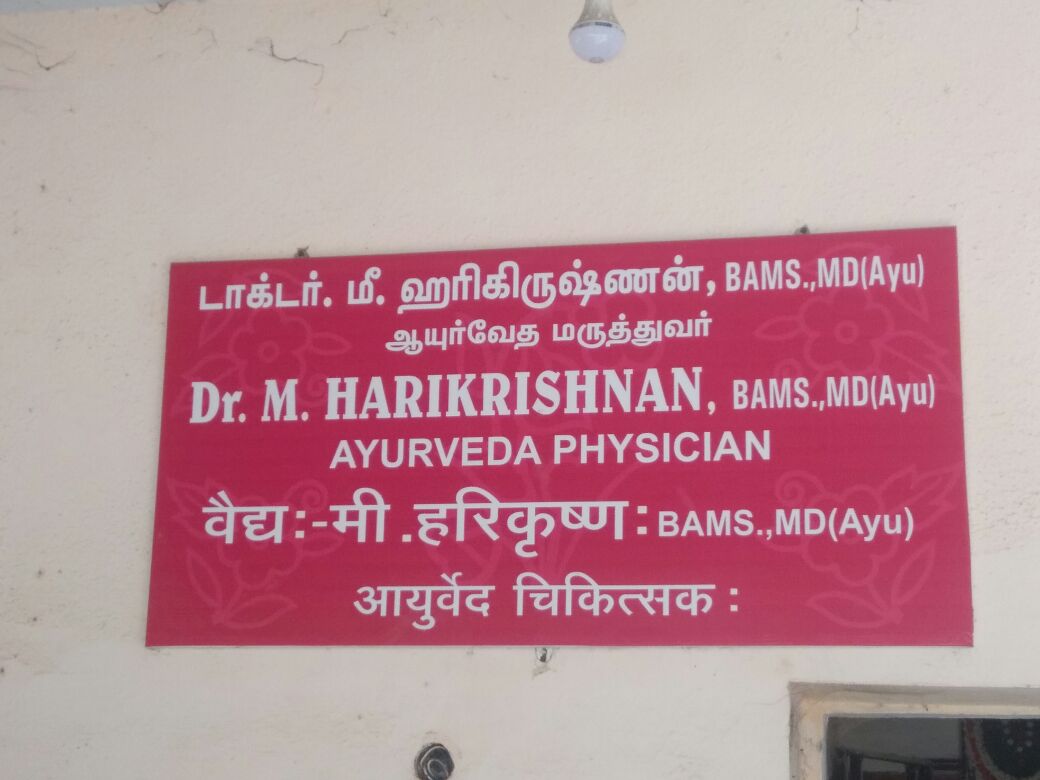 டாக்டர். மீ. ஹரிகிருஷ்ணன், BAMS.,MD(Ayu)
ஆயுர்வேத மருத்துவர்
Dr. M. HARIKRISHNAN, BAMS.,MD(Ayu)
AYURVEDA PHYSICIAN
वैद्य:-मी .हरिकृष्ण: BAMS.,MD(Ayu)
आयुर्वेद चिकित्सक :